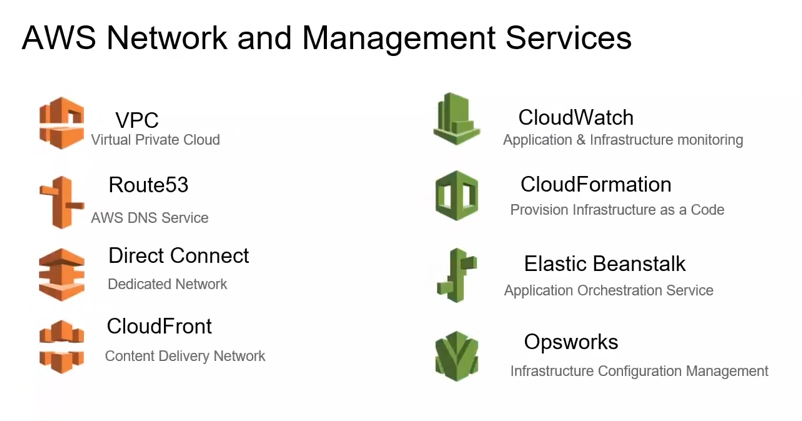 AWS Network and Management Services
VPC
Virtual Private Cloud
Route53
AWS DNS Service
Direct Connect
Dedicated Network
CloudFront
Content Delivery Network
CloudWatch
Application & Infrastructure monitoring
CloudFormation
Provision Infrastructure as a Code
Elastic Beanstalk
Application Orchestration Service
Opsworks
Infrastructure Configuration Management